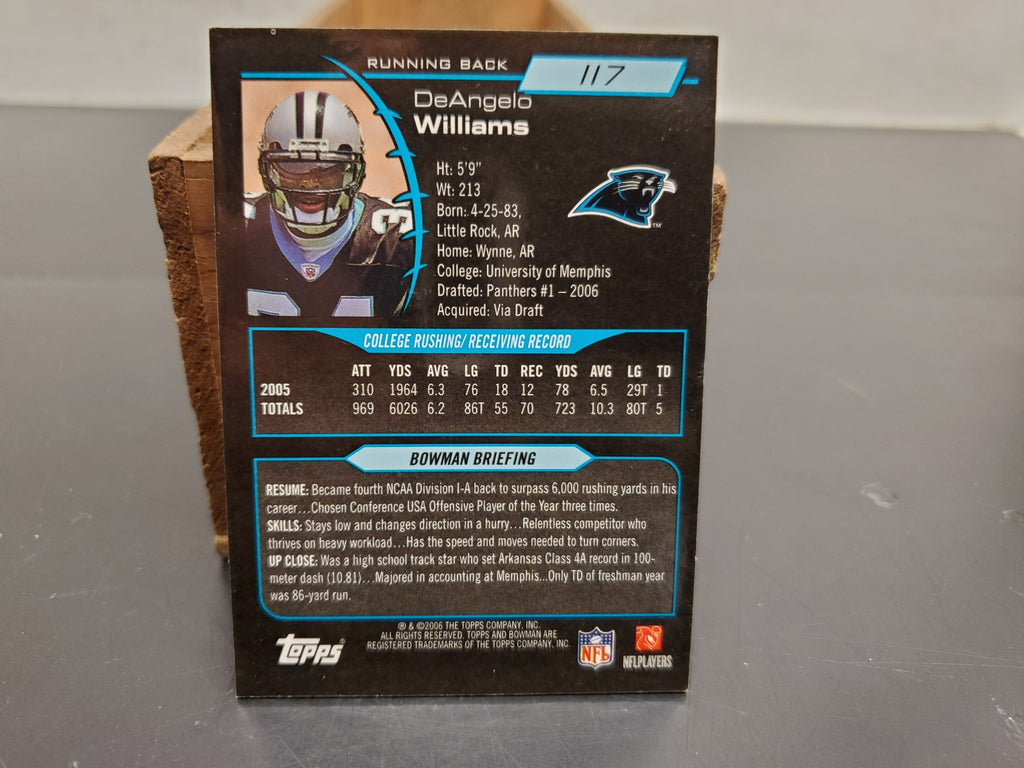 RUNNING BACK 117
DeAngelo
Williams
Ht: 5'9"
Wt: 213
Born: 4-25-83,
Little Rock, AR
Home: Wynne, AR
College: University of Memphis
Drafted: Panthers #1 – 2006
Acquired: Via Draft
TM
34
COLLEGE RUSHING/ RECEIVING RECORD
ATT YDS AVG LG TD REC YDS AVG LG TD
2005 310 1964 6.3 76 18 12 78 6.5 29T 1
TOTALS 969 6026 6.2 86T 55 70 723 10.3 80T 5
BOWMAN BRIEFING
RESUME: Became fourth NCAA Division I-A back to surpass 6,000 rushing yards in his
career...Chosen Conference USA Offensive Player of the Year three times.
SKILLS: Stays low and changes direction in a hurry...Relentless competitor who
thrives on heavy workload...Has the speed and moves needed to turn corners.
UP CLOSE: Was a high school track star who set Arkansas Class 4A record in 100-
meter dash (10.81)...Majored in accounting at Memphis...Only TD of freshman year
was 86-yard run.
® & ©2006 THE TOPPS COMPANY, INC.
ALL RIGHTS RESERVED. TOPPS AND BOWMAN ARE
REGISTERED TRADEMARKS OF THE TOPPS COMPANY, INC.
Topps®
NFL
NFLPLAYERS